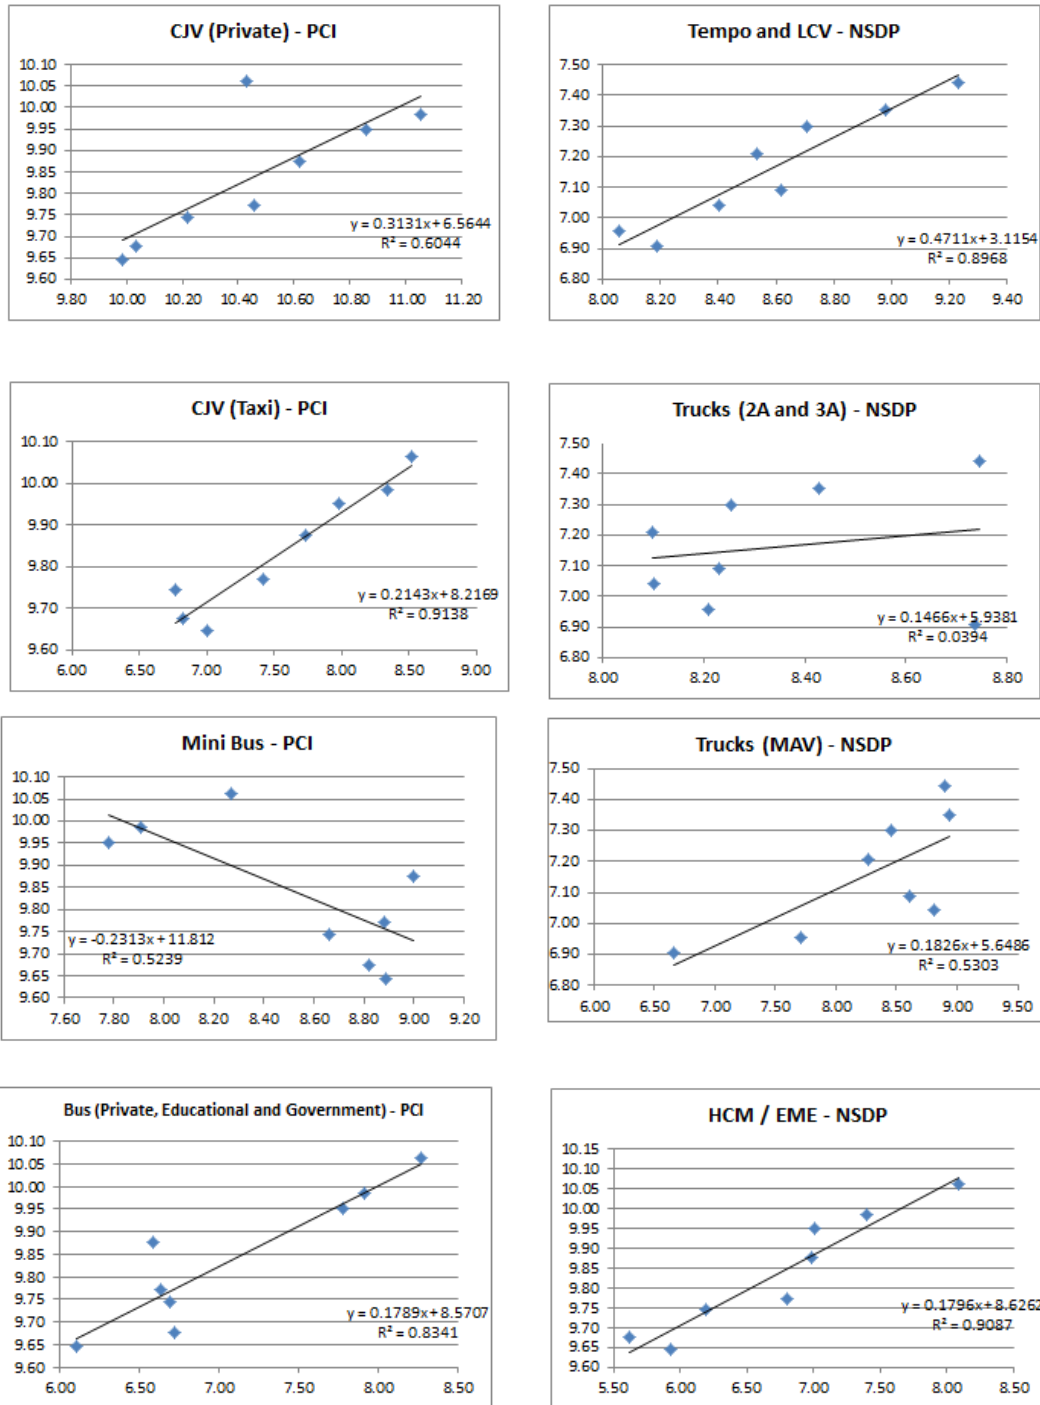 CJV (Private) - PCI
10.10
10.05
10.00
9.95
9.90
9.85
9.80
9.75
9.70
9.65
9.60
y = 0.3131x + 6.5644
R² = 0.6044
9.80 10.00 10.20 10.40 10.60 10.80 11.00 11.20
Tempo and LCV - NSDP
7.50
7.40
7.30
7.20
7.10
7.00
6.90
6.80
y = 0.4711x + 3.1154
R² = 0.8968
8.00 8.20 8.40 8.60 8.80 9.00 9.20 9.40
CJV (Taxi) - PCI
10.10
10.00
9.90
9.80
9.70
9.60
y = 0.2143x + 8.2169
R² = 0.9138
6.00 6.50 7.00 7.50 8.00 8.50 9.00
Trucks (2A and 3A) - NSDP
7.50
7.40
7.30
7.20
7.10
7.00
6.90
6.80
y = 0.1466x + 5.9381
R² = 0.0394
8.00 8.20 8.40 8.60 8.80
Mini Bus - PCI
10.10
10.05
10.00
9.95
9.90
9.85
9.80
9.75
9.70
9.65
9.60
y = -0.2313x + 11.812
R² = 0.5239
7.60 7.80 8.00 8.20 8.40 8.60 8.80 9.00 9.20
Trucks (MAV) - NSDP
7.50
7.40
7.30
7.20
7.10
7.00
6.90
6.80
y = 0.1826x + 5.6486
R² = 0.5303
6.00 6.50 7.00 7.50 8.00 8.50 9.00 9.50
Bus (Private, Educational and Government) - PCI
10.10
10.05
10.00
9.95
9.90
9.85
9.80
9.75
9.70
9.65
9.60
y = 0.1789x + 8.5707
R² = 0.8341
6.00 6.50 7.00 7.50 8.00 8.50
HCM / EME - NSDP
10.15
10.10
10.05
10.00
9.95
9.90
9.85
9.80
9.75
9.70
9.65
9.60
y = 0.1796x + 8.6262
R² = 0.9087
5.50 6.00 6.50 7.00 7.50 8.00 8.50